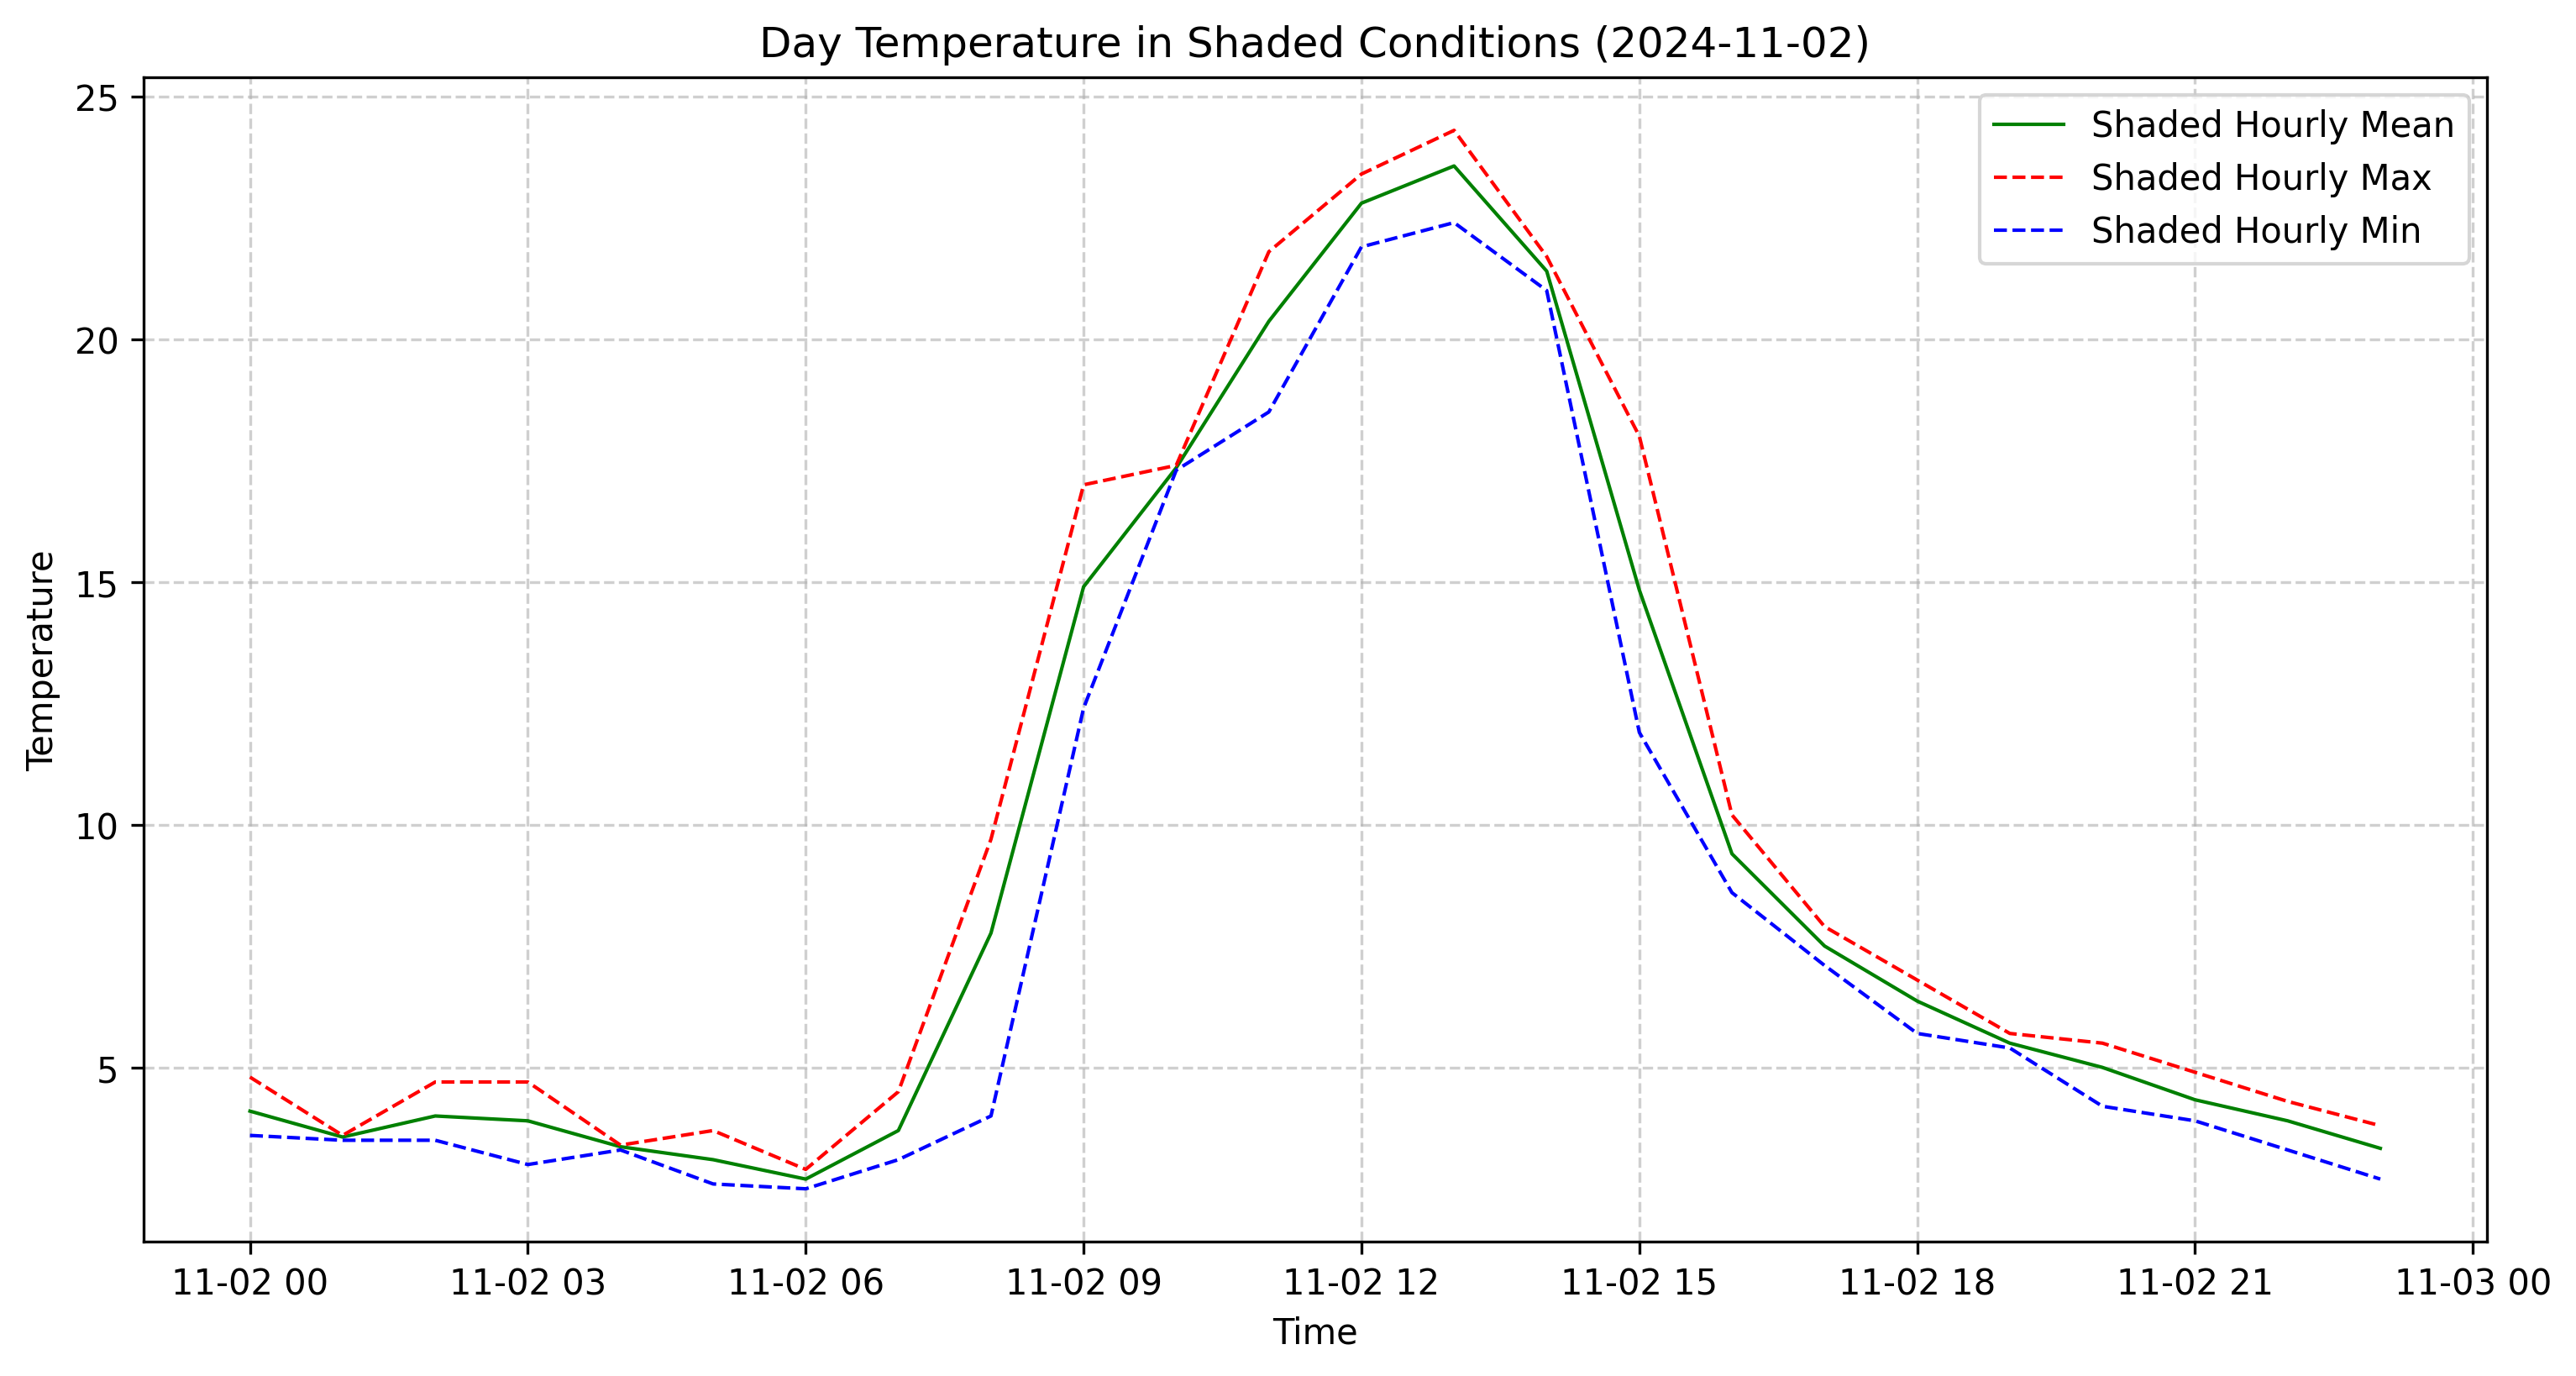 Day Temperature in Shaded Conditions (2024-11-02)
25
20
15
10
5
Temperature
Shaded Hourly Mean
Shaded Hourly Max
Shaded Hourly Min
11-02 00
11-02 03
11-02 06
11-02 09
11-02 12
11-02 15
11-02 18
11-02 21
11-03 00
Time